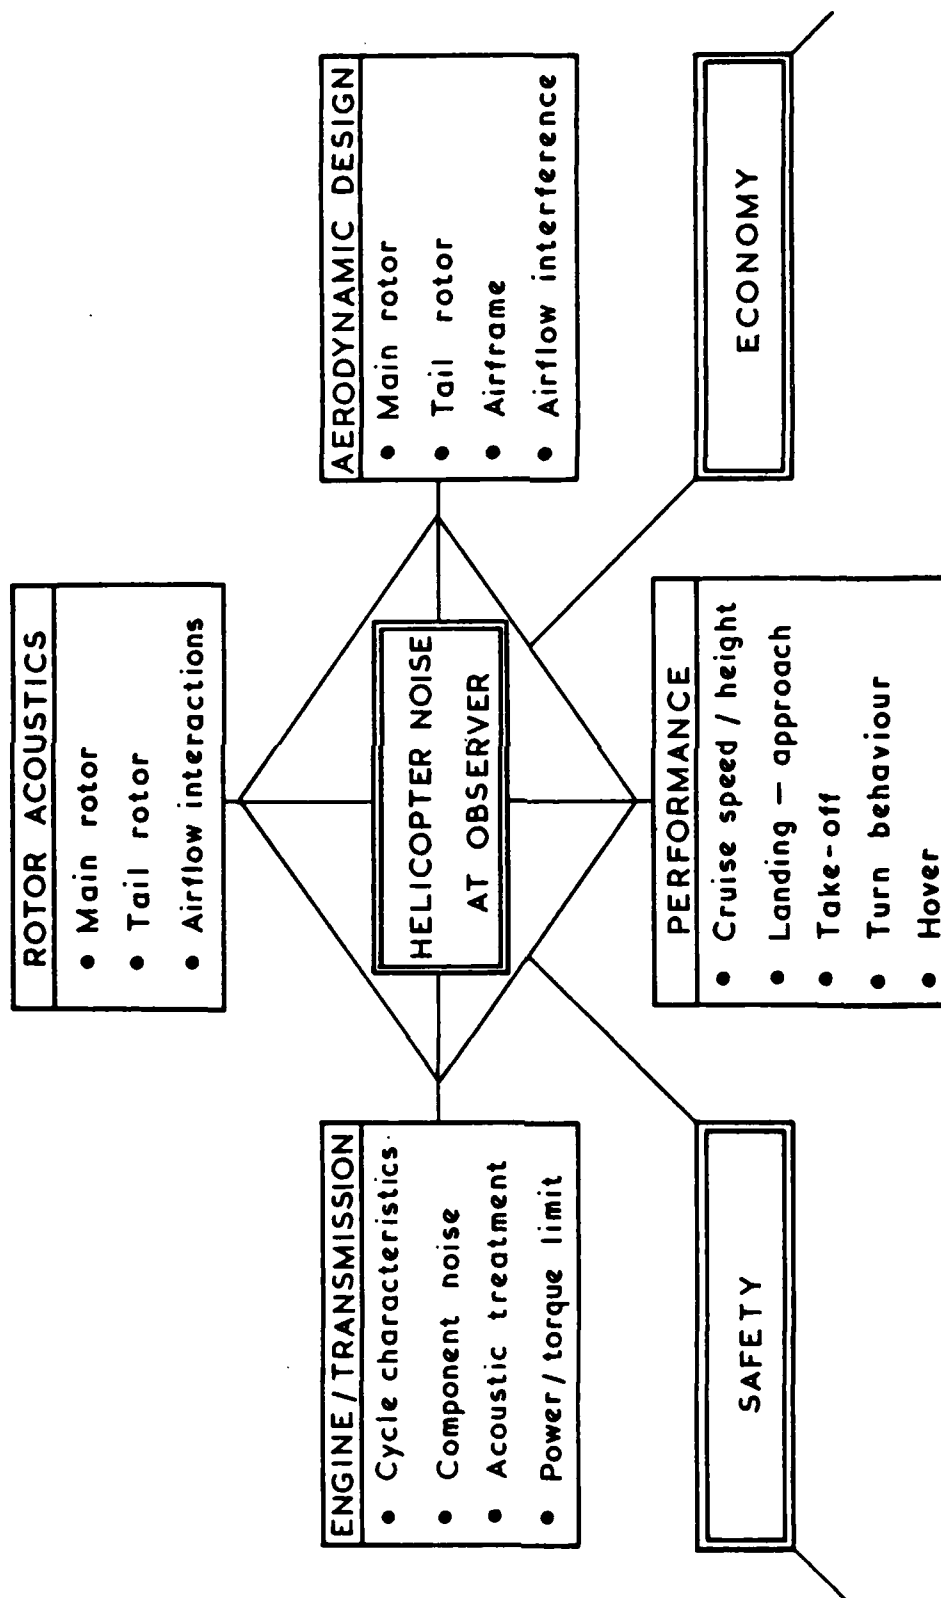 ROTOR ACOUSTICS
• Main rotor
• Tail rotor
• Airflow interactions
ENGINE/TRANSMISSION
• Cycle characteristics
• Component noise
• Acoustic treatment
• Power/torque limit
HELICOPTER NOISE
AT OBSERVER
AERODYNAMIC DESIGN
• Main rotor
• Tail rotor
• Airframe
• Airflow interference
SAFETY
PERFORMANCE
• Cruise speed / height
• Landing — approach
• Take-off
• Turn behaviour
• Hover
ECONOMY